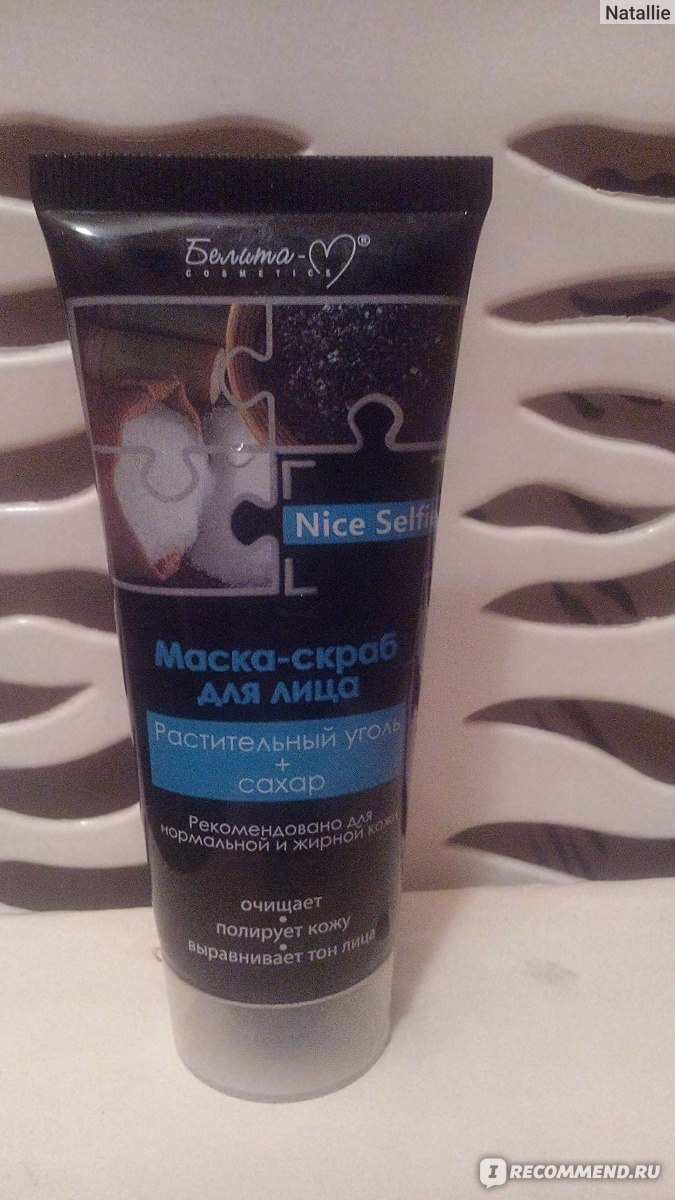 Natallie
Белита-М®
COSMETICS
Nice Selfie
Маска-скраб
для лица
Растительный уголь
+
сахар
Рекомендовано для
нормальной и жирной кожи
очищает
•
полирует кожу
•
выравнивает тон лица
IRECOMMEND.RU